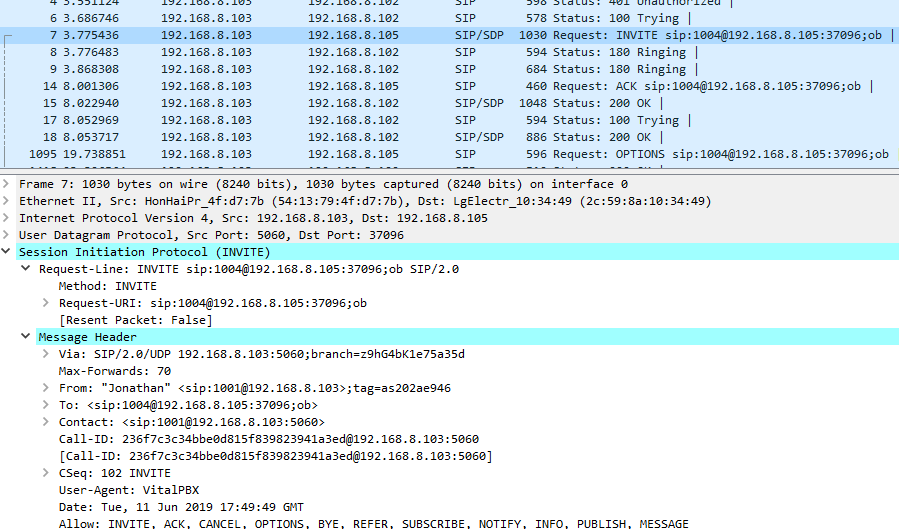 4 3.551124 192.168.8.103 192.168.8.102 SIP 598 Status: 401 Unauthorized |
6 3.686746 192.168.8.103 192.168.8.102 SIP 578 Status: 100 Trying |
7 3.775436 192.168.8.103 192.168.8.105 SIP/SDP 1030 Request: INVITE sip:1004@192.168.8.105:37096;ob |
8 3.776483 192.168.8.103 192.168.8.102 SIP 594 Status: 180 Ringing |
9 3.868308 192.168.8.103 192.168.8.102 SIP 684 Status: 180 Ringing |
14 8.001306 192.168.8.103 192.168.8.105 SIP 460 Request: ACK sip:1004@192.168.8.105:37096;ob |
15 8.022940 192.168.8.103 192.168.8.102 SIP/SDP 1048 Status: 200 OK |
17 8.052969 192.168.8.103 192.168.8.102 SIP 594 Status: 100 Trying |
18 8.053717 192.168.8.103 192.168.8.102 SIP/SDP 886 Status: 200 OK |
1095 19.738851 192.168.8.103 192.168.8.105 SIP 596 Request: OPTIONS sip:1004@192.168.8.105:37096;ob
Frame 7: 1030 bytes on wire (8240 bits), 1030 bytes captured (8240 bits) on interface 0
Ethernet II, Src: HonHaiPr_4f:d7:7b (54:13:79:4f:d7:7b), Dst: LgElectr_10:34:49 (2c:59:8a:10:34:49)
Internet Protocol Version 4, Src: 192.168.8.103, Dst: 192.168.8.105
User Datagram Protocol, Src Port: 5060, Dst Port: 37096
Session Initiation Protocol (INVITE)
Request-Line: INVITE sip:1004@192.168.8.105:37096;ob SIP/2.0
Method: INVITE
Request-URI: sip:1004@192.168.8.105:37096;ob
[Resent Packet: False]
Message Header
Via: SIP/2.0/UDP 192.168.8.103:5060;branch=z9hG4bK1e75a35d
Max-Forwards: 70
From: "Jonathan" <sip:1001@192.168.8.103>;tag=as202ae946
To: <sip:1004@192.168.8.105:37096;ob>
Contact: <sip:1001@192.168.8.103:5060>
Call-ID: 236f7c3c34bbe0d815f839823941a3ed@192.168.8.103:5060
[Call-ID: 236f7c3c34bbe0d815f839823941a3ed@192.168.8.103:5060]
CSeq: 102 INVITE
User-Agent: VitalPBX
Date: Tue, 11 Jun 2019 17:49:49 GMT
Allow: INVITE, ACK, CANCEL, OPTIONS, BYE, REFER, SUBSCRIBE, NOTIFY, INFO, PUBLISH, MESSAGE